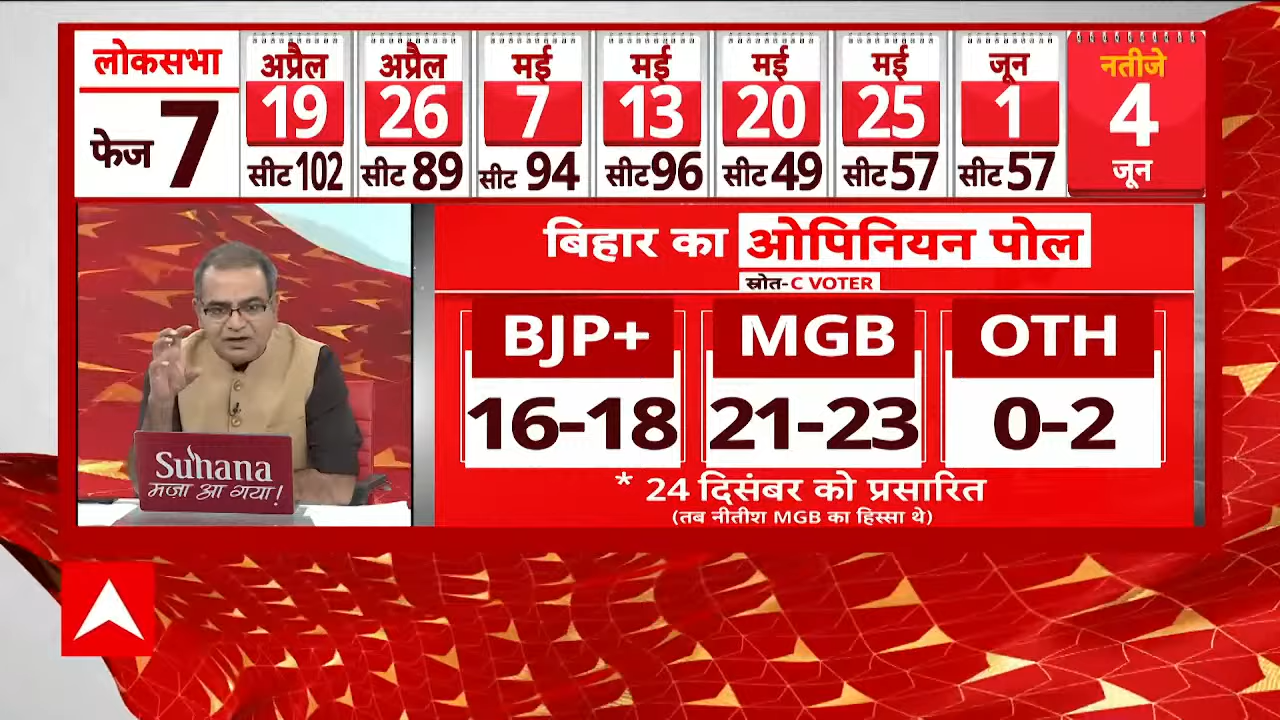 लोकसभा
फेज 7
अप्रैल
19
सीट 102
अप्रैल
26
सीट 89
मई
7
सीट 94
मई
13
सीट 96
मई
20
सीट 49
मई
25
सीट 57
जून
1
सीट 57
नतीजे
4
जून
बिहार का ओपिनियन पोल
स्रोत-C VOTER
BJP+
16-18
MGB
21-23
OTH
0-2
* 24 दिसंबर को प्रसारित
(तब नीतीश MGB का हिस्सा थे)
Suhana
मज़ा आ गया!